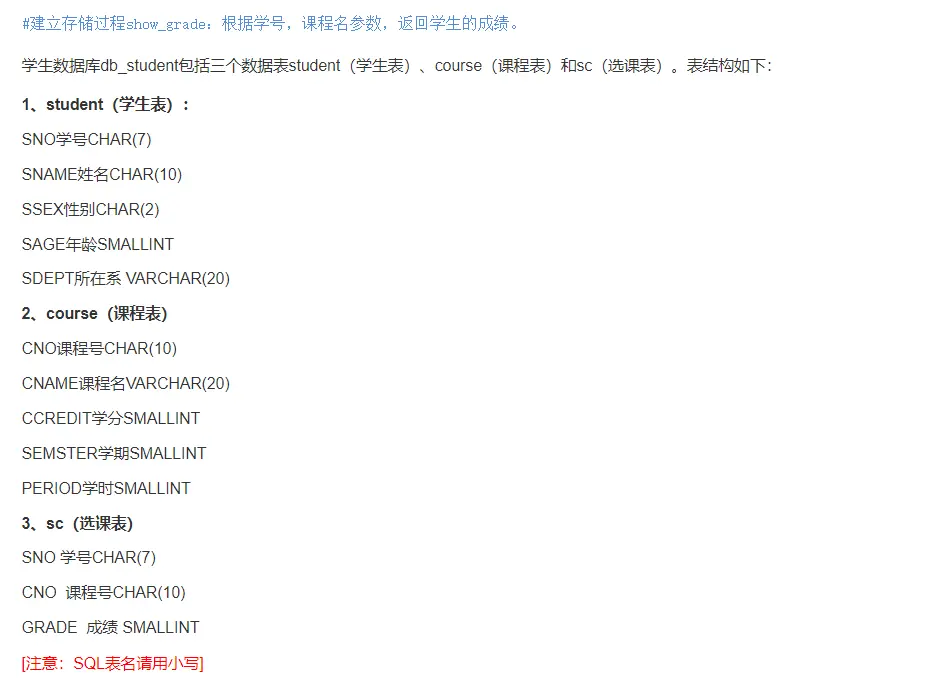 #建立存储过程show_grade：根据学号，课程名参数，返回学生的成绩。
学生数据库db_student包括三个数据表student（学生表）、course（课程表）和sc（选课表）。表结构如下：
1、student（学生表）：
SNO学号CHAR(7)
SNAME姓名CHAR(10)
SSEX性别CHAR(2)
SAGE年龄SMALLINT
SDEPT所在系 VARCHAR(20)
2、course（课程表）
CNO课程号CHAR(10)
CNAME课程名VARCHAR(20)
CCREDIT学分SMALLINT
SEMSTER学期SMALLINT
PERIOD学时SMALLINT
3、sc（选课表）
SNO 学号CHAR(7)
CNO  课程号CHAR(10)
GRADE  成绩 SMALLINT
[注意：SQL表名请用小写]